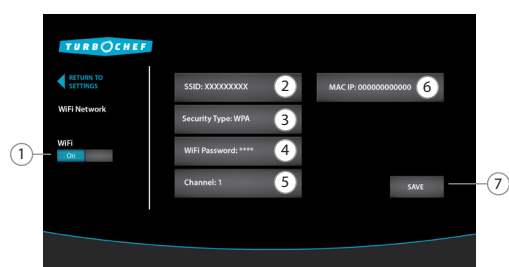 TURBOCHEF
RETURN TO
SETTINGS
WiFi Network
WiFi
On
1
SSID: XXXXXXXXX
2
Security Type: WPA
3
WiFi Password: ****
4
Channel: 1
5
MAC IP: 000000000000
6
SAVE
7